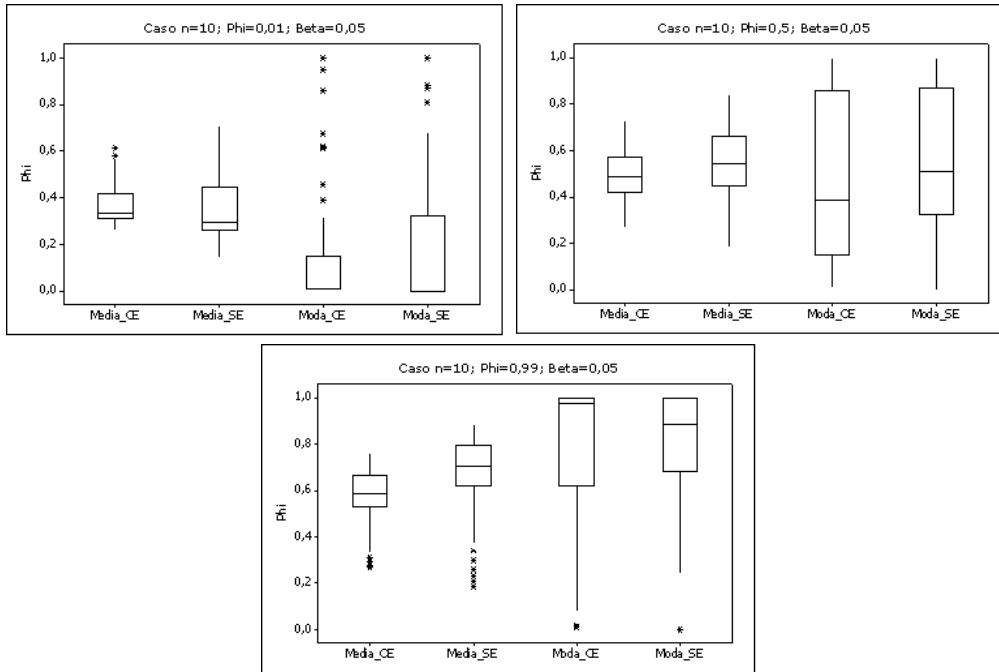 Caso n=10; Phi=0,01; Beta=0,05
1,0
0,8
0,6
0,4
0,2
0,0
Phi
Media_CE Media_SE Moda_CE Moda_SE
Caso n=10; Phi=0,5; Beta=0,05
1,0
0,8
0,6
0,4
0,2
0,0
Phi
Media_CE Media_SE Moda_CE Moda_SE
Caso n=10; Phi=0,99; Beta=0,05
1,0
0,8
0,6
0,4
0,2
0,0
Phi
Media_CE Media_SE Moda_CE Moda_SE